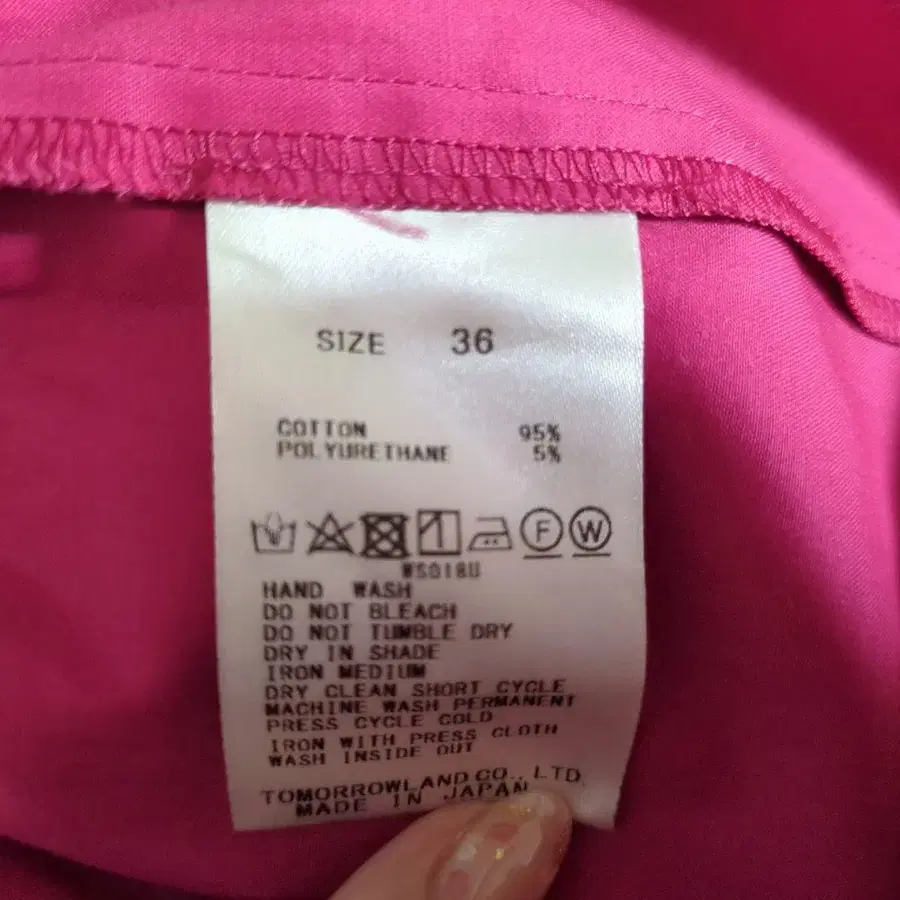 SIZE 36
COTTON 95%
POLYURETHANE 5%
F W
WS018U
HAND WASH
DO NOT BLEACH
DO NOT TUMBLE DRY
DRY IN SHADE
IRON MEDIUM
DRY CLEAN SHORT CYCLE
MACHINE WASH PERMANENT
PRESS CYCLE COLD
IRON WITH PRESS CLOTH
WASH INSIDE OUT
TOMORROWLAND CO., LTD.
MADE IN JAPAN